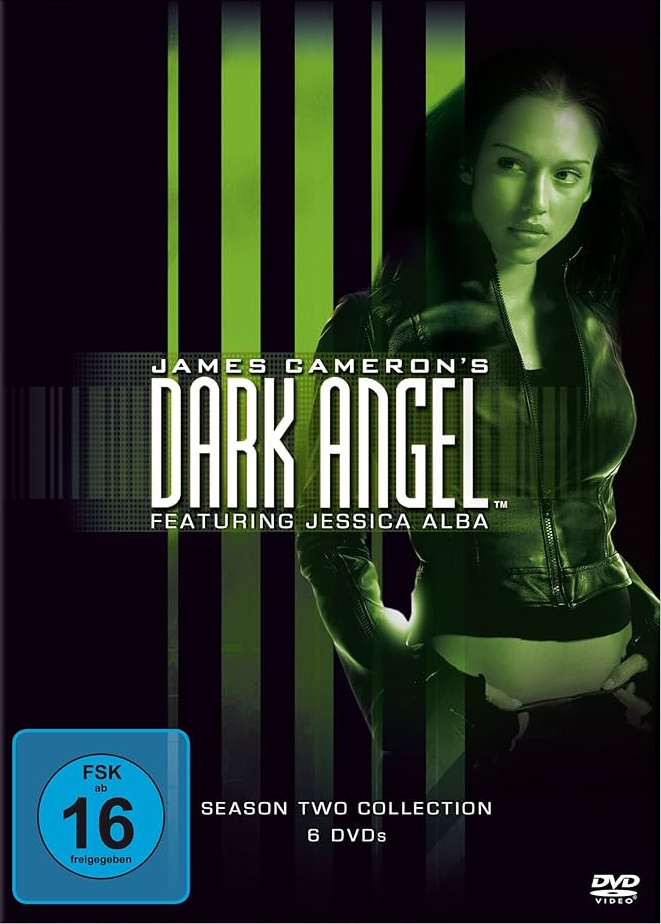 JAMES CAMERON'S
DARK ANGEL™
FEATURING JESSICA ALBA
FSK
ab
16
freigegeben
SEASON TWO COLLECTION
6 DVDs
DVD
VIDEO